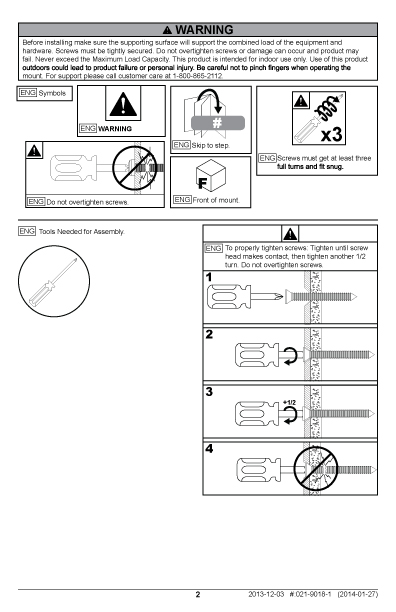 WARNING
Before installing make sure the supporting surface will support the combined load of the equipment and
hardware. Screws must be tightly secured. Do not overtighten screws or damage can occur and product may
fail. Never exceed the Maximum Load Capacity. This product is intended for indoor use only. Use of this product
outdoors could lead to product failure or personal injury. Be careful not to pinch fingers when operating the
mount. For support please call customer care at 1-800-865-2112.
ENG Symbols
ENG WARNING
#
ENG Skip to step.
x3
ENG Screws must get at least three
full turns and fit snug.
ENG Do not overtighten screws.
F
ENG Front of mount.
ENG Tools Needed for Assembly.
ENG To properly tighten screws: Tighten until screw
head makes contact, then tighten another 1/2
turn. Do not overtighten screws.
1
2
3
+1/2
4
2
2013-12-03 #:021-9018-1 (2014-01-27)